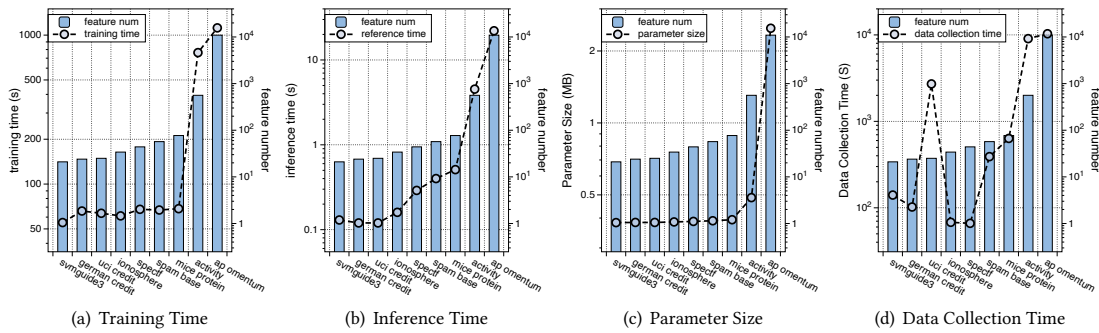 feature num
training time
1000
500
200
100
50
training time (s)
10^4
10^3
10^2
10
1
feature number
svmguide3
german credit
uci credit
ionosphere
spectf
spam base
mice protein
activity
ap omentum
(a) Training Time
feature num
reference time
10
1
0.1
inference time (s)
10^4
10^3
10^2
10
1
feature number
svmguide3
german credit
uci credit
ionosphere
spectf
spam base
mice protein
activity
ap omentum
(b) Inference Time
feature num
parameter size
2
1
0.5
Parameter Size (MB)
10^4
10^3
10^2
10^1
1
feature number
svmguide3
german credit
uci credit
ionosphere
spectf
spam base
mice protein
activity
ap omentum
(c) Parameter Size
feature num
data collection time
10^4
10^3
10^2
Data Collection Time (S)
10^4
10^3
10^2
10^1
1
feature number
svmguide3
german credit
uci credit
ionosphere
spectf
spam base
mice protein
activity
ap omentum
(d) Data Collection Time